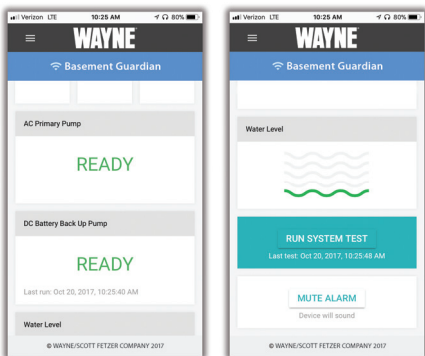 Verizon LTE 10:25 AM 80%
WAYNE
Basement Guardian
AC Primary Pump
READY
DC Battery Back Up Pump
READY
Last run: Oct 20, 2017, 10:25:40 AM
Water Level
© WAYNE/SCOTT FETZER COMPANY 2017
Verizon LTE 10:25 AM 80%
WAYNE
Basement Guardian
Water Level
RUN SYSTEM TEST
Last test: Oct 20, 2017, 10:25:48 AM
MUTE ALARM
Device will sound
© WAYNE/SCOTT FETZER COMPANY 2017